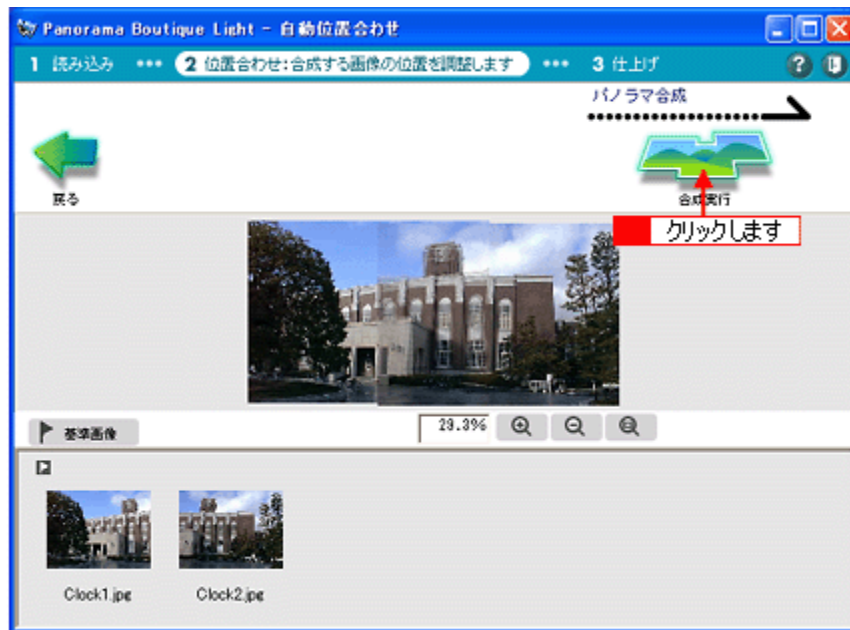 Panorama Boutique Light - 自動位置合わせ
1 読み込み ••• 2 位置合わせ:合成する画像の位置を調整します ••• 3 仕上げ ?
パノラマ合成
戻る
合成実行
クリックします
基準画像
29.3%
Clock1.jpg
Clock2.jpg